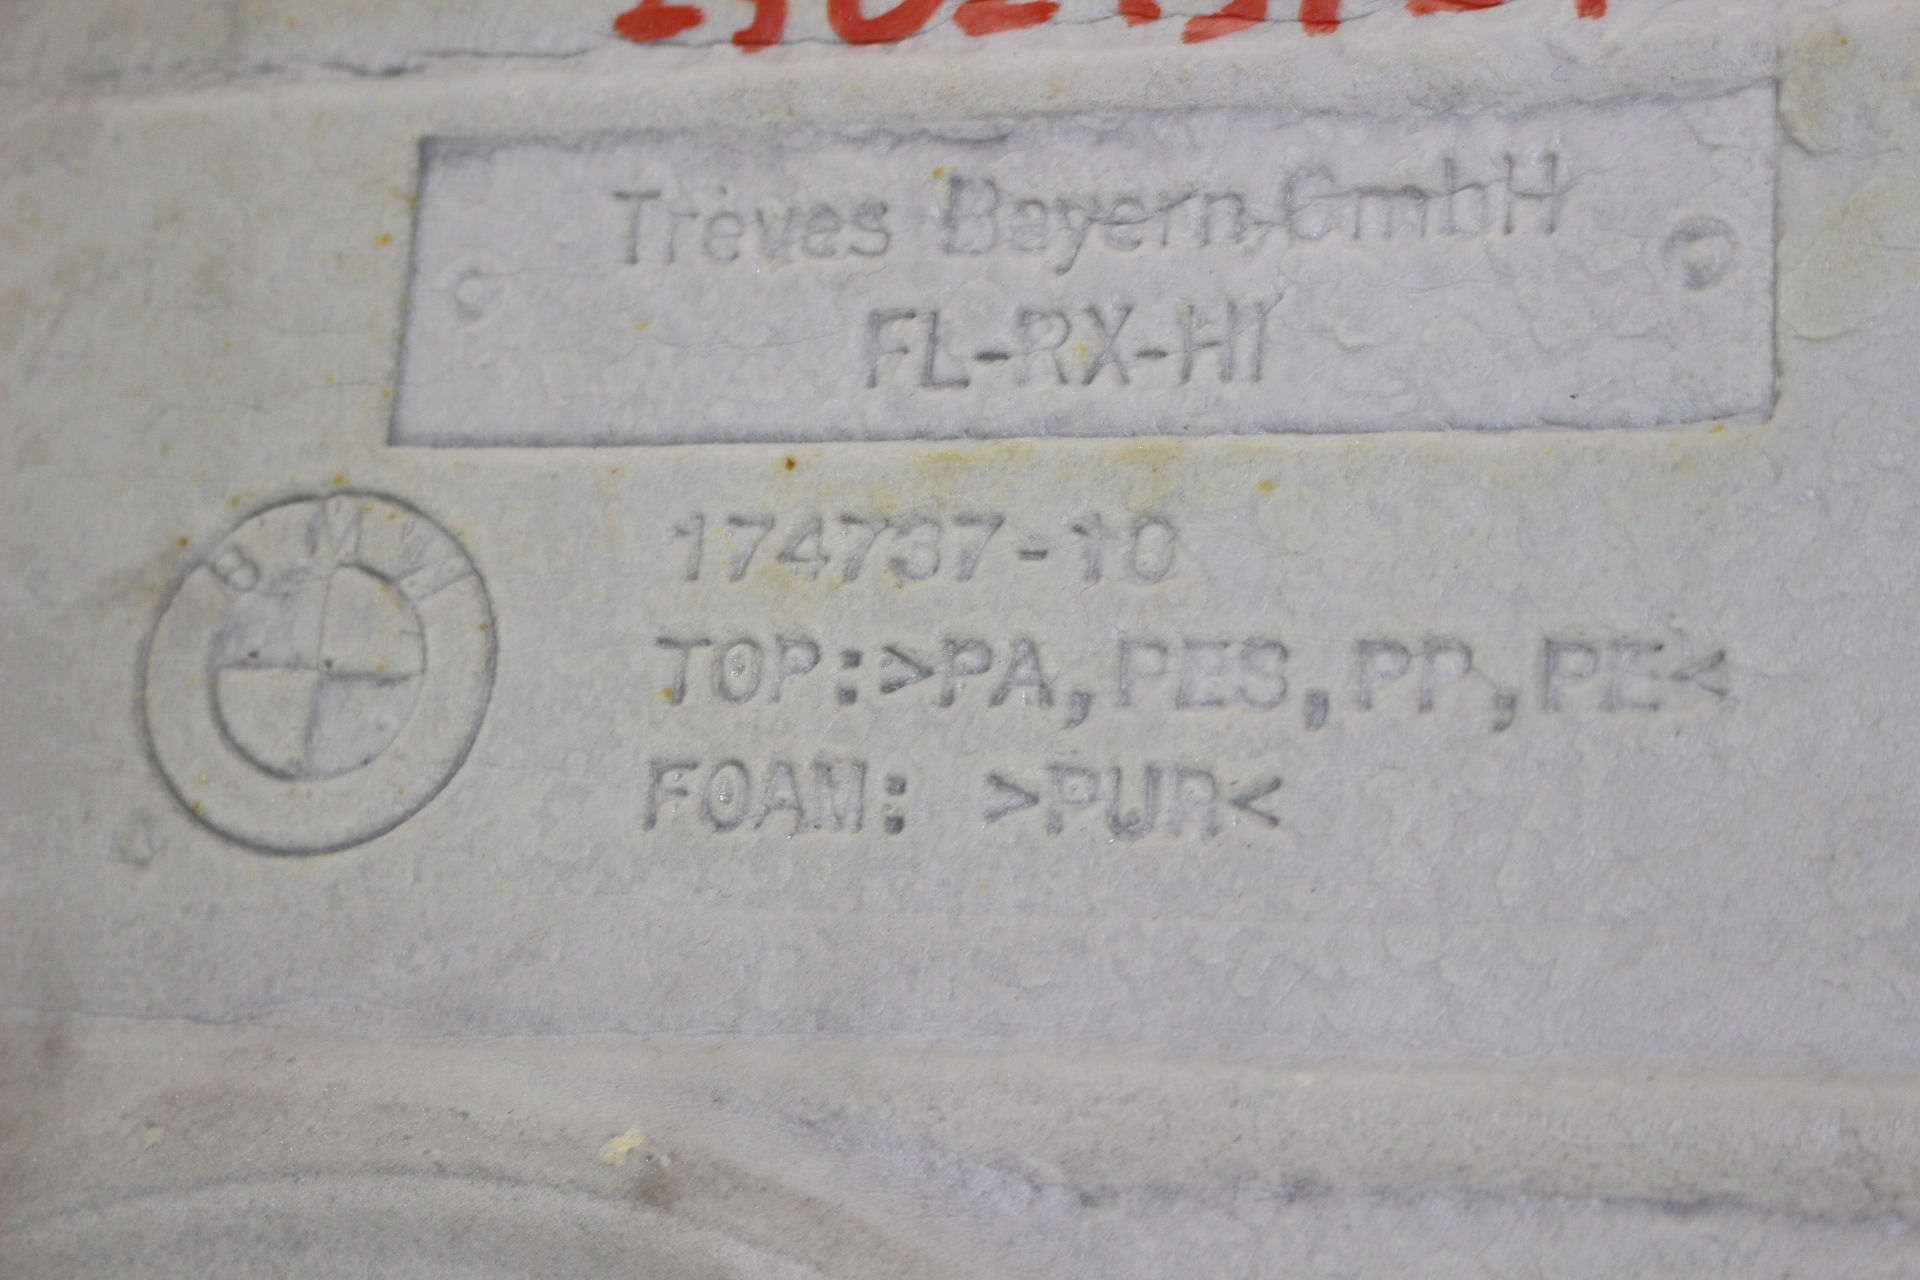 Treves Bayern GmbH
FL-RX-HI
BMW
174737-10
TOP:>PA,PES,PP,PE<
FOAM: >PUR<